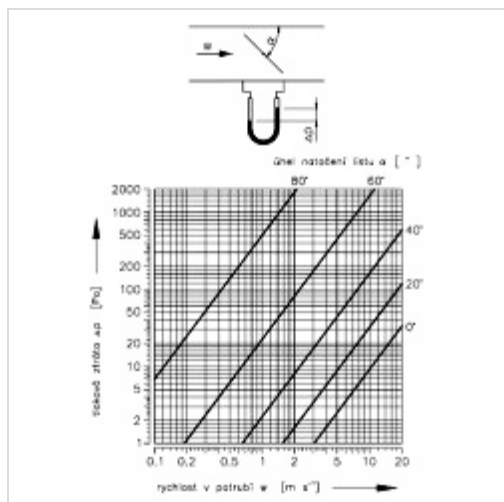 w
α
Δp
úhel natočení listu α [ ° ]
80° 60°
2000
1000
500
200
100
50
20
10
5
2
1
40°
20°
0°
tlaková ztráta Δp [Pa]
0.1 0.2 0.5 1 2 5 10 20
rychlost v potrubí w [m s⁻¹]